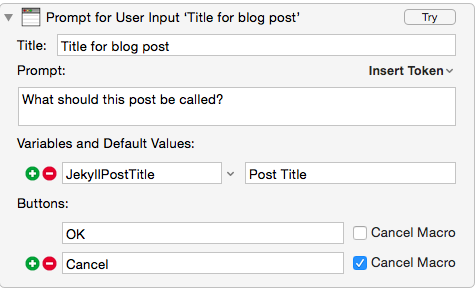 Prompt for User Input 'Title for blog post' Try
Title: Title for blog post
Prompt: Insert Token
What should this post be called?
Variables and Default Values:
JekyllPostTitle Post Title
Buttons:
OK Cancel Macro
Cancel Cancel Macro